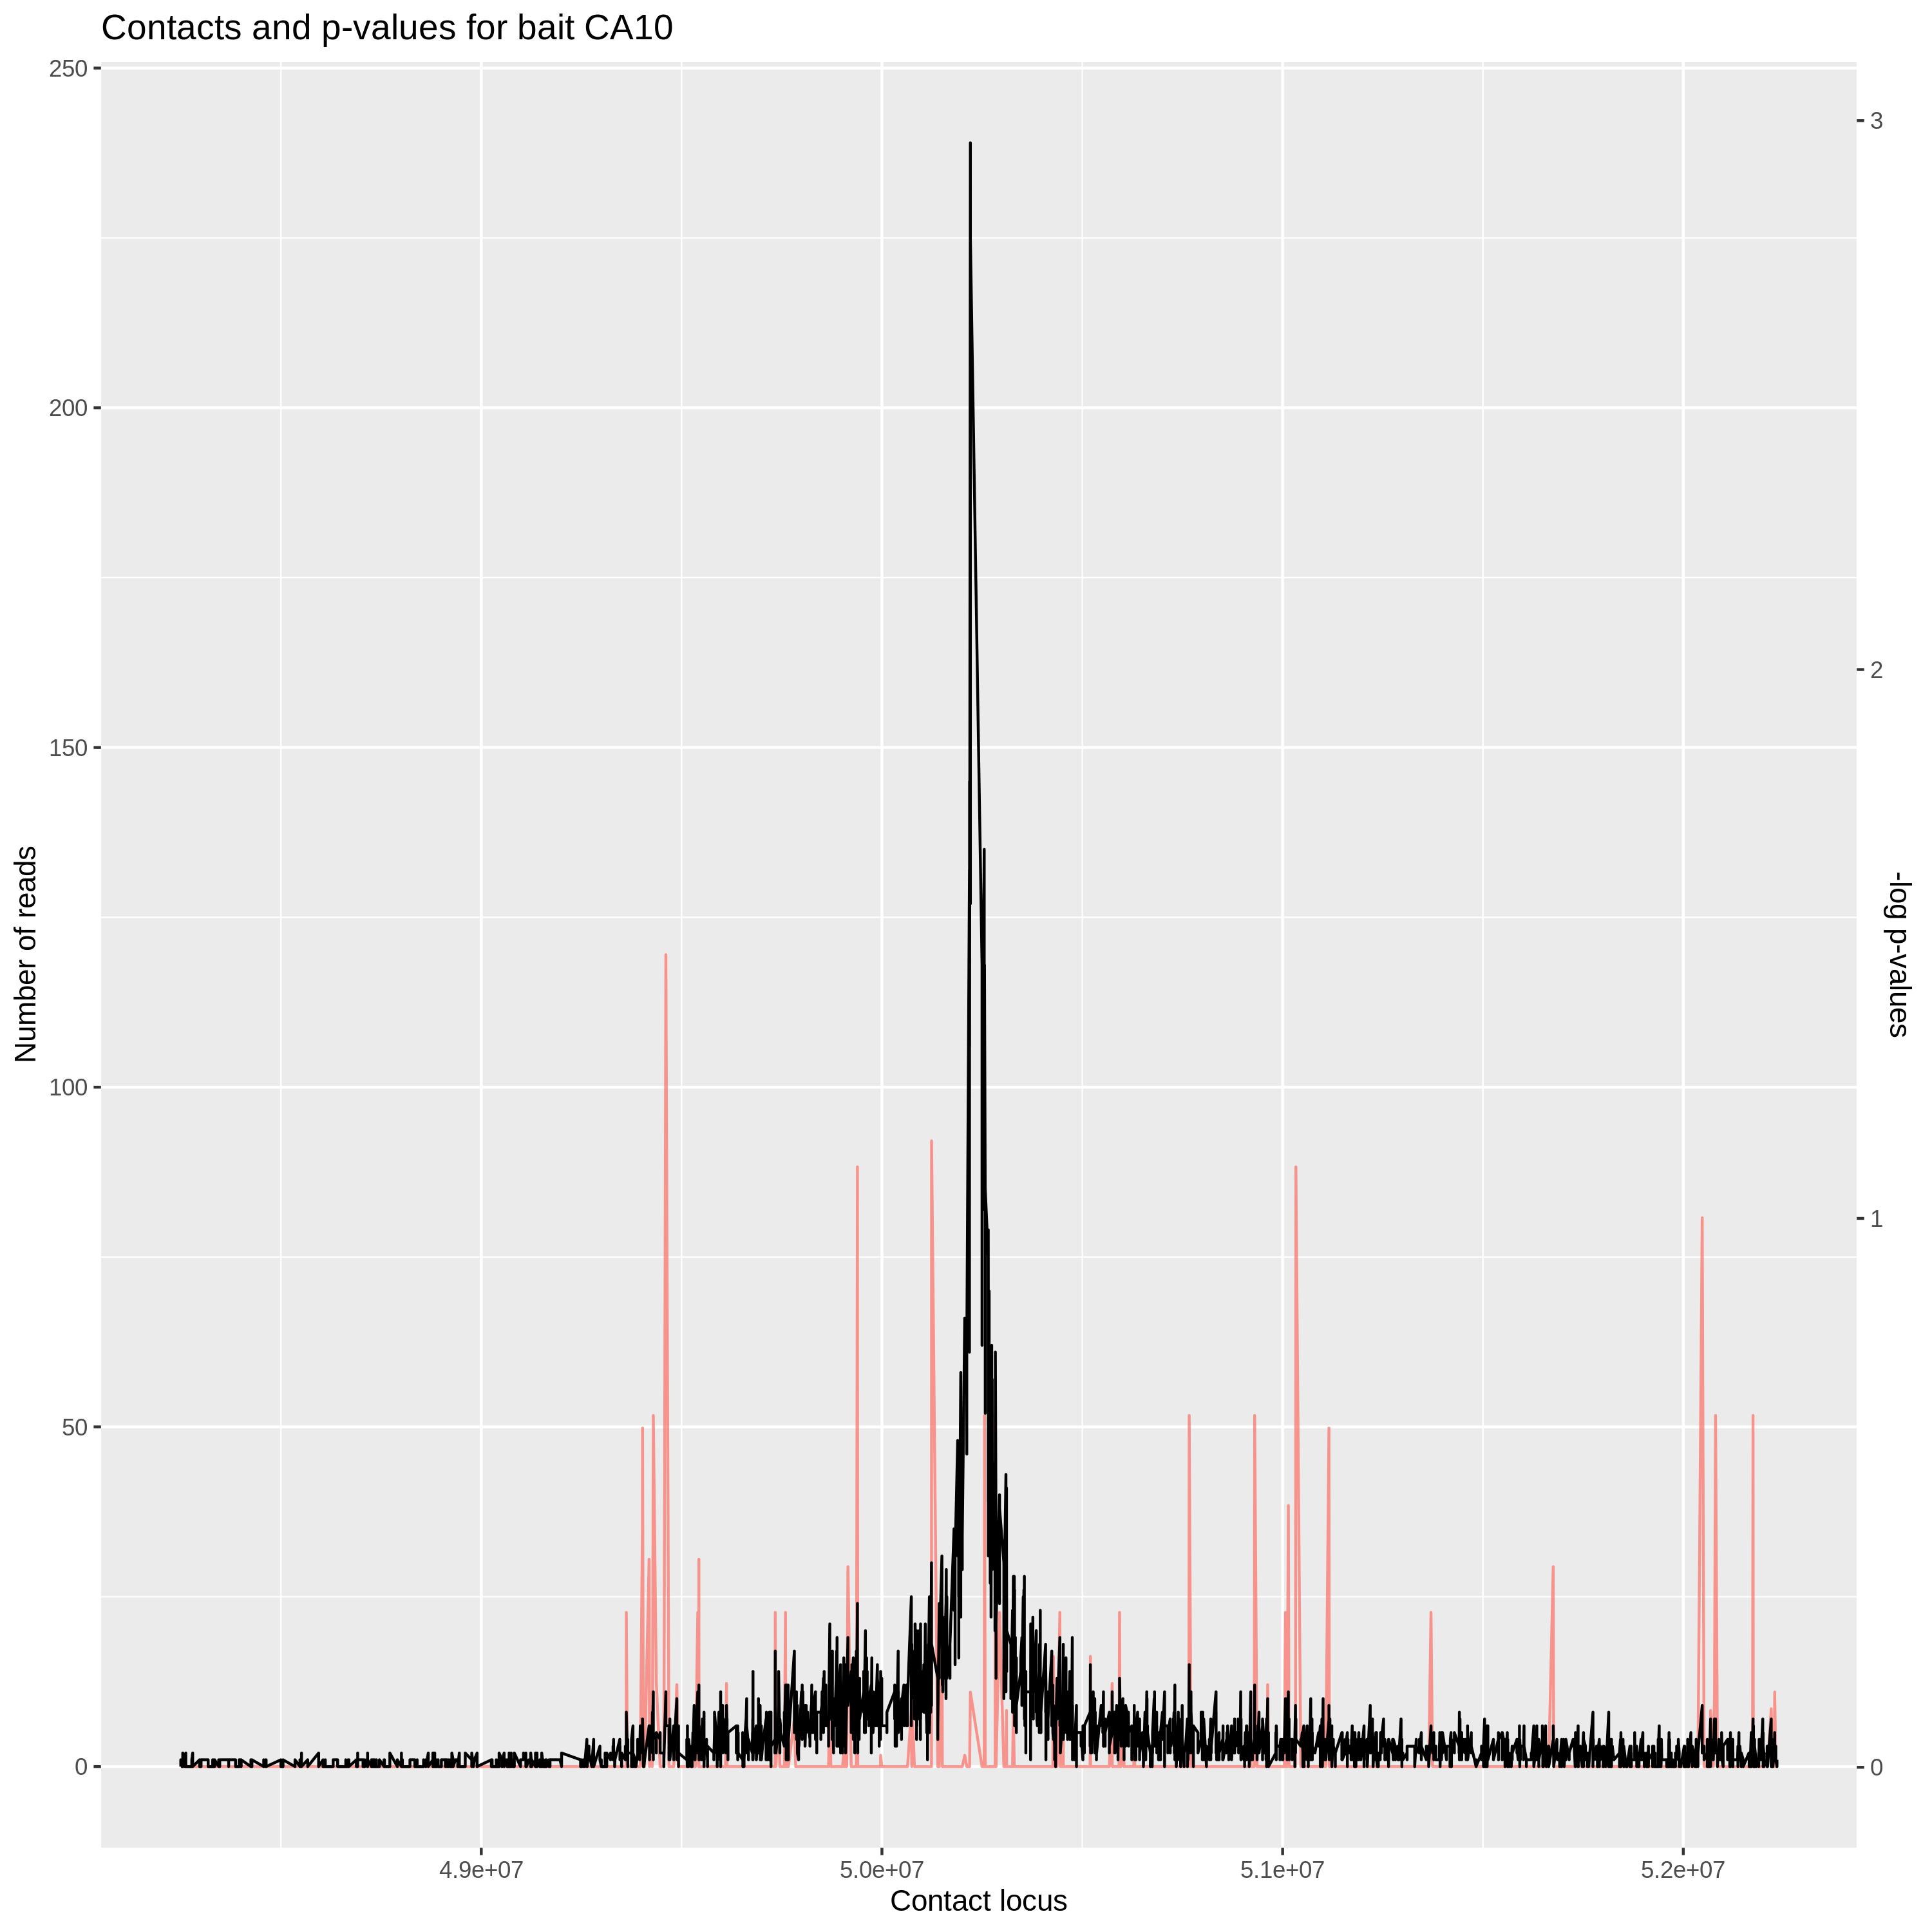 Contacts and p-values for bait CA10
250
200
150
100
50
0
Number of reads
3
2
1
0
-log p-values
4.9e+07
5.0e+07
5.1e+07
5.2e+07
Contact locus